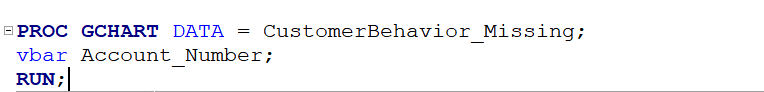 PROC GCHART DATA = CustomerBehavior_Missing;
vbar Account_Number;
RUN;